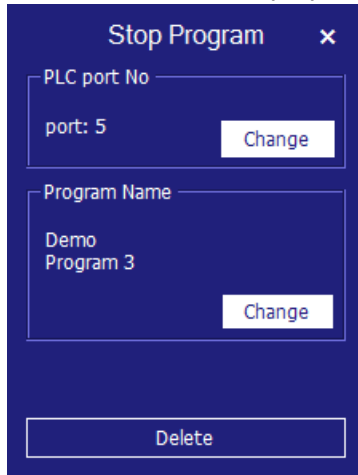 Stop Program ×
PLC port No
port: 5
Change
Program Name
Demo
Program 3
Change
Delete